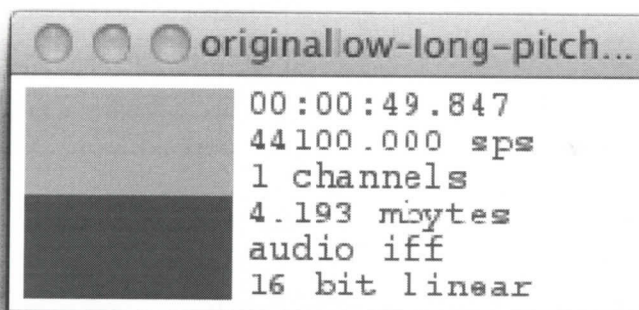 originallow-long-pitch...
00:00:49.847
44100.000 sps
1 channels
4.193 mbytes
audio iff
16 bit linear